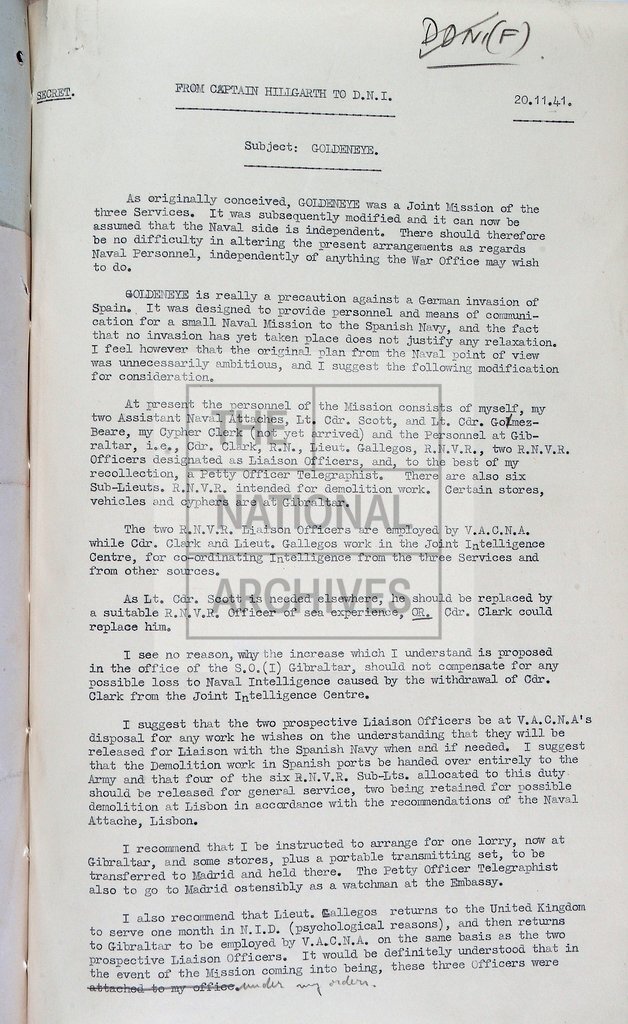 D.D.N.I.(F)
SECRET.
FROM CAPTAIN HILLGARTH TO D.N.I.
20.11.41.
Subject: GOLDENEYE.
As originally conceived, GOLDENEYE was a Joint Mission of the
three Services. It was subsequently modified and it can now be
assumed that the Naval side is independent. There should therefore
be no difficulty in altering the present arrangements as regards
Naval Personnel, independently of anything the War Office may wish
to do.
GOLDENEYE is really a precaution against a German invasion of
Spain. It was designed to provide personnel and means of communi-
cation for a small Naval Mission to the Spanish Navy, and the fact
that no invasion has yet taken place does not justify any relaxation.
I feel however that the original plan from the Naval point of view
was unnecessarily ambitious, and I suggest the following modification
for consideration.
At present the personnel of the Mission consists of myself, my
two Assistant Naval Attaches, Lt. Cdr. Scott, and Lt. Cdr. Gomez-
Beare, my Cypher Clerk (not yet arrived) and the Personnel at Gib-
raltar, i.e., Cdr. Clark, R.N., Lieut. Gallegos, R.N.V.R., two R.N.V.R.
Officers designated as Liaison Officers, and, to the best of my
recollection, a Petty Officer Telegraphist. There are also six
Sub-Lieuts. R.N.V.R. intended for demolition work. Certain stores,
vehicles and cyphers are at Gibraltar.
The two R.N.V.R. Liaison Officers are employed by V.A.C.N.A.
while Cdr. Clark and Lieut. Gallegos work in the Joint Intelligence
Centre, for co-ordinating Intelligence from the three Services and
from other sources.
As Lt. Cdr. Scott is needed elsewhere, he should be replaced by
a suitable R.N.V.R. Officer of sea experience, OR. Cdr. Clark could
replace him.
I see no reason, why the increase which I understand is proposed
in the office of the S.O.(I) Gibraltar, should not compensate for any
possible loss to Naval Intelligence caused by the withdrawal of Cdr.
Clark from the Joint Intelligence Centre.
I suggest that the two prospective Liaison Officers be at V.A.C.N.A's
disposal for any work he wishes on the understanding that they will be
released for Liaison with the Spanish Navy when and if needed. I suggest
that the Demolition work in Spanish ports be handed over entirely to the
Army and that four of the six R.N.V.R. Sub-Lts. allocated to this duty
should be released for general service, two being retained for possible
demolition at Lisbon in accordance with the recommendations of the Naval
Attache, Lisbon.
I recommend that I be instructed to arrange for one lorry, now at
Gibraltar, and some stores, plus a portable transmitting set, to be
transferred to Madrid and held there. The Petty Officer Telegraphist
also to go to Madrid ostensibly as a watchman at the Embassy.
I also recommend that Lieut. Gallegos returns to the United Kingdom
to serve one month in N.I.D. (psychological reasons), and then returns
to Gibraltar to be employed by V.A.C.N.A. on the same basis as the two
prospective Liaison Officers. It would be definitely understood that in
the event of the Mission coming into being, these three Officers were
attached to my office. under my orders.
THE
NATIONAL
ARCHIVES